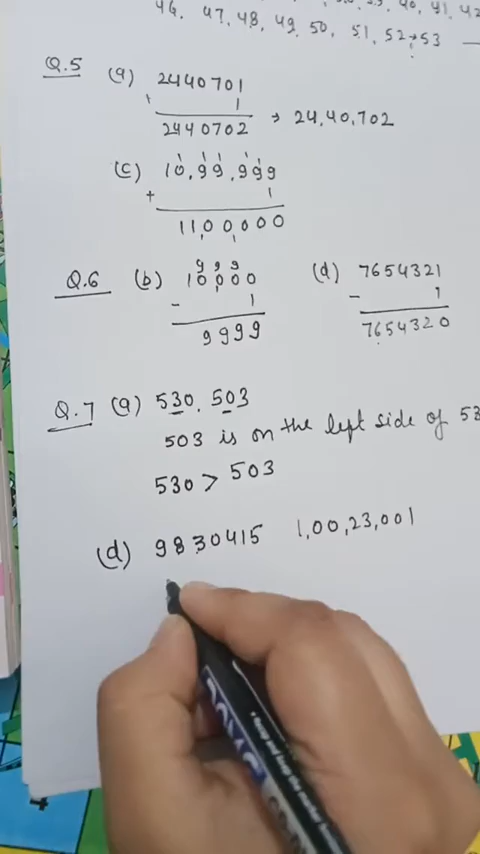 46, 47, 48, 49, 50, 51, 52, 53
Q.5 (a) 2440701
+ 1
2440702 → 24,40,702
(c) 10,99,999
+ 1
11,00,000
Q.6 (b) 10000 (d) 7654321
- 1 - 1
9999 7654320
Q.7 (a) 530, 503
503 is on the left side of 53
530 > 503
(d) 9830415 1,00,23,001